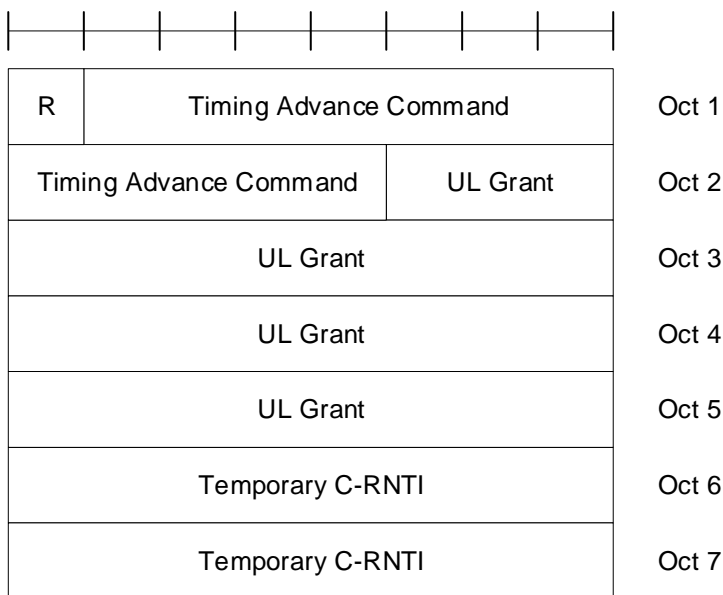 R Timing Advance Command Oct 1
Timing Advance Command UL Grant Oct 2
UL Grant Oct 3
UL Grant Oct 4
UL Grant Oct 5
Temporary C-RNTI Oct 6
Temporary C-RNTI Oct 7